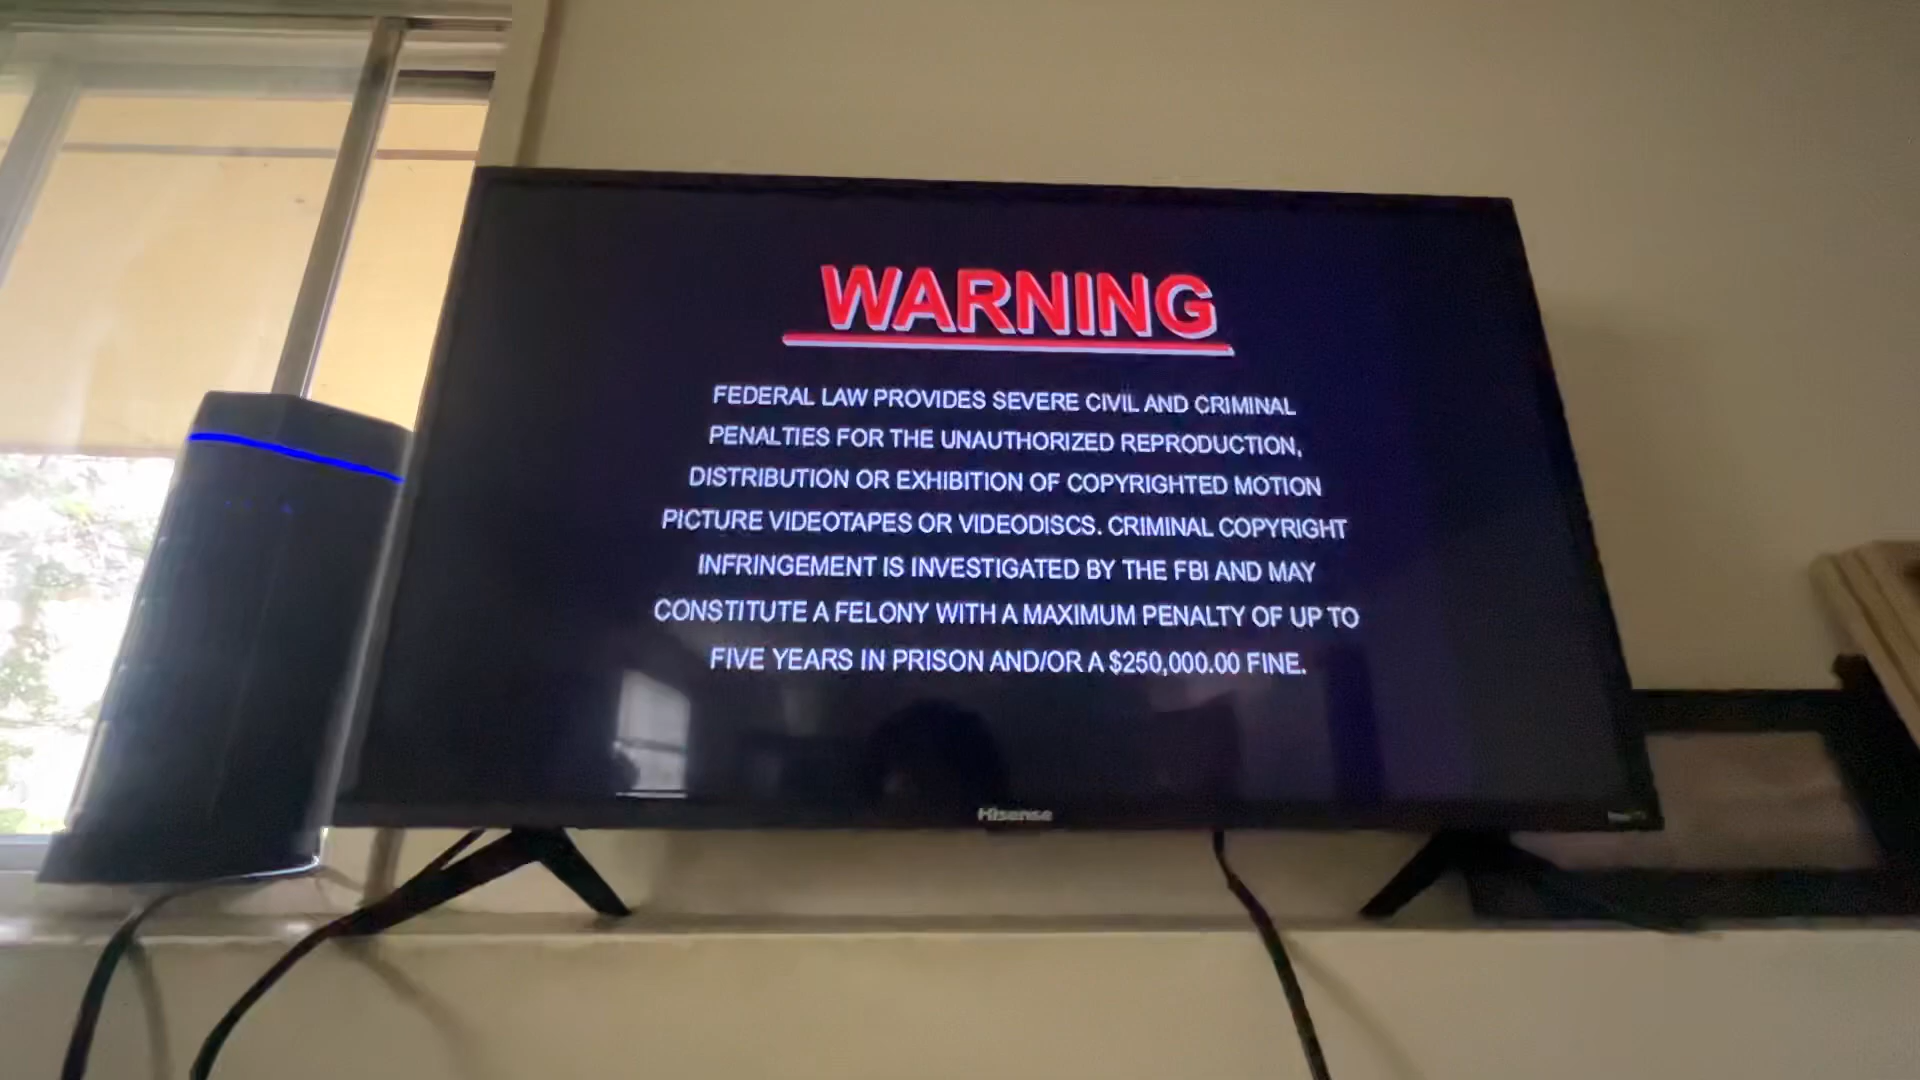 WARNING
FEDERAL LAW PROVIDES SEVERE CIVIL AND CRIMINAL
PENALTIES FOR THE UNAUTHORIZED REPRODUCTION,
DISTRIBUTION OR EXHIBITION OF COPYRIGHTED MOTION
PICTURE VIDEOTAPES OR VIDEODISCS. CRIMINAL COPYRIGHT
INFRINGEMENT IS INVESTIGATED BY THE FBI AND MAY
CONSTITUTE A FELONY WITH A MAXIMUM PENALTY OF UP TO
FIVE YEARS IN PRISON AND/OR A $250,000.00 FINE.
Hisense